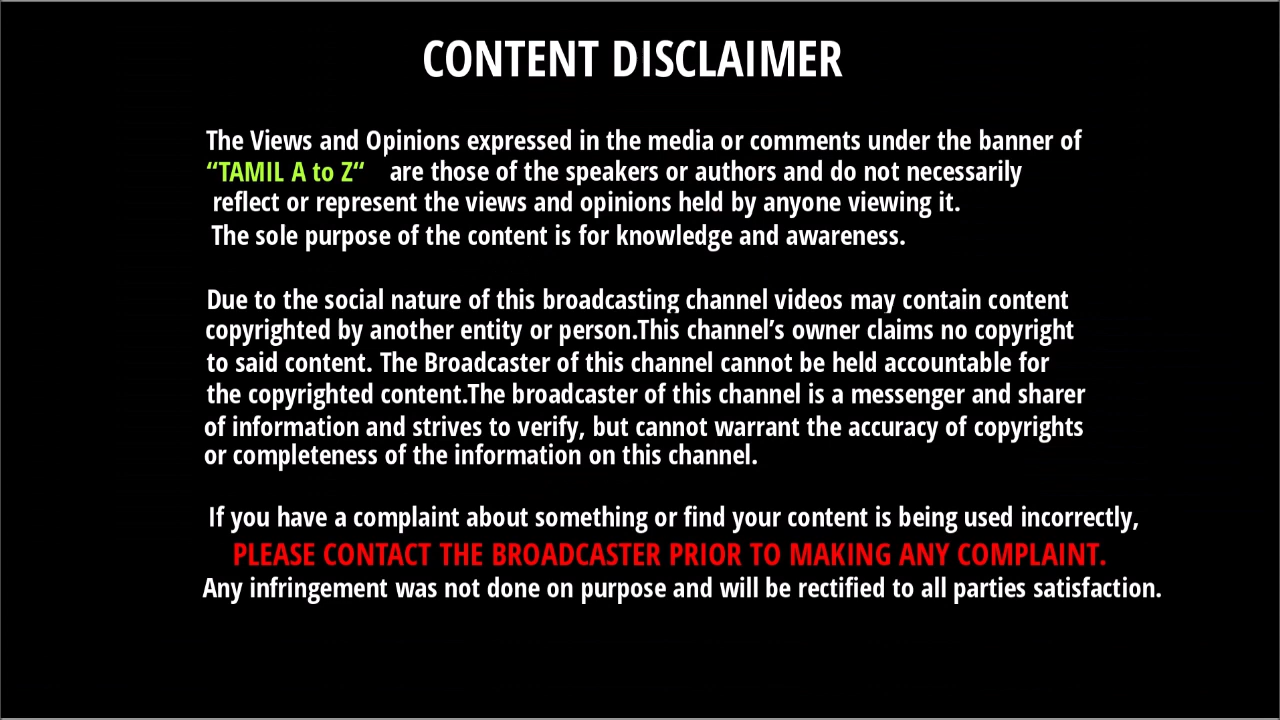 CONTENT DISCLAIMER
The Views and Opinions expressed in the media or comments under the banner of
“TAMIL A to Z“ are those of the speakers or authors and do not necessarily
reflect or represent the views and opinions held by anyone viewing it.
The sole purpose of the content is for knowledge and awareness.
Due to the social nature of this broadcasting channel videos may contain content
copyrighted by another entity or person.This channel’s owner claims no copyright
to said content. The Broadcaster of this channel cannot be held accountable for
the copyrighted content.The broadcaster of this channel is a messenger and sharer
of information and strives to verify, but cannot warrant the accuracy of copyrights
or completeness of the information on this channel.
If you have a complaint about something or find your content is being used incorrectly,
PLEASE CONTACT THE BROADCASTER PRIOR TO MAKING ANY COMPLAINT.
Any infringement was not done on purpose and will be rectified to all parties satisfaction.